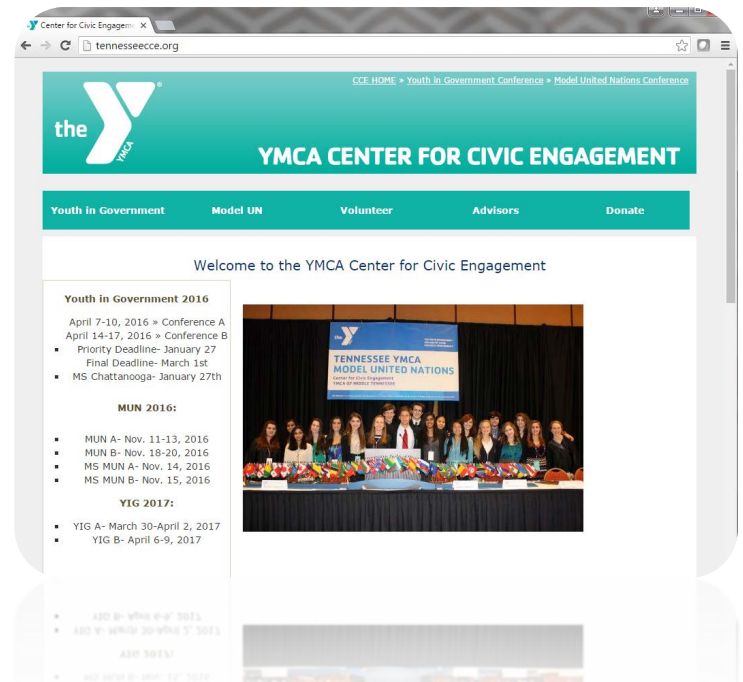 Center for Civic Engagem
tennesseecce.org
CCE HOME » Youth in Government Conference » Model United Nations Conference
the
YMCA
YMCA CENTER FOR CIVIC ENGAGEMENT
Youth in Government Model UN Volunteer Advisors Donate
Welcome to the YMCA Center for Civic Engagement
Youth in Government 2016
April 7-10, 2016 » Conference A
April 14-17, 2016 » Conference B
Priority Deadline- January 27
Final Deadline- March 1st
MS Chattanooga- January 27th
MUN 2016:
MUN A- Nov. 11-13, 2016
MUN B- Nov. 18-20, 2016
MS MUN A- Nov. 14, 2016
MS MUN B- Nov. 15, 2016
YIG 2017:
YIG A- March 30-April 2, 2017
YIG B- April 6-9, 2017
the
TENNESSEE YMCA
MODEL UNITED NATIONS
Center for Civic Engagement
YMCA OF MIDDLE TENNESSEE